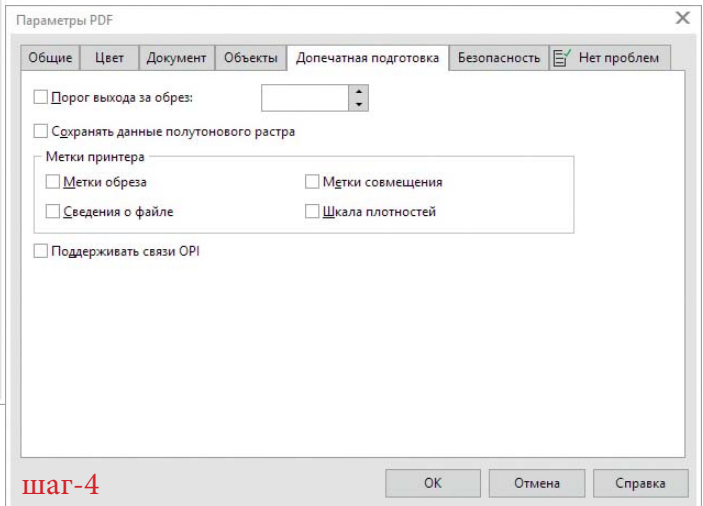 Параметры PDF
Общие Цвет Документ Объекты Допечатная подготовка Безопасность Нет проблем
Порог выхода за обрез:
Сохранять данные полутонового растра
Метки принтера
Метки обреза Метки совмещения
Сведения о файле Шкала плотностей
Поддерживать связи OPI
шаг-4 ОК Отмена Справка